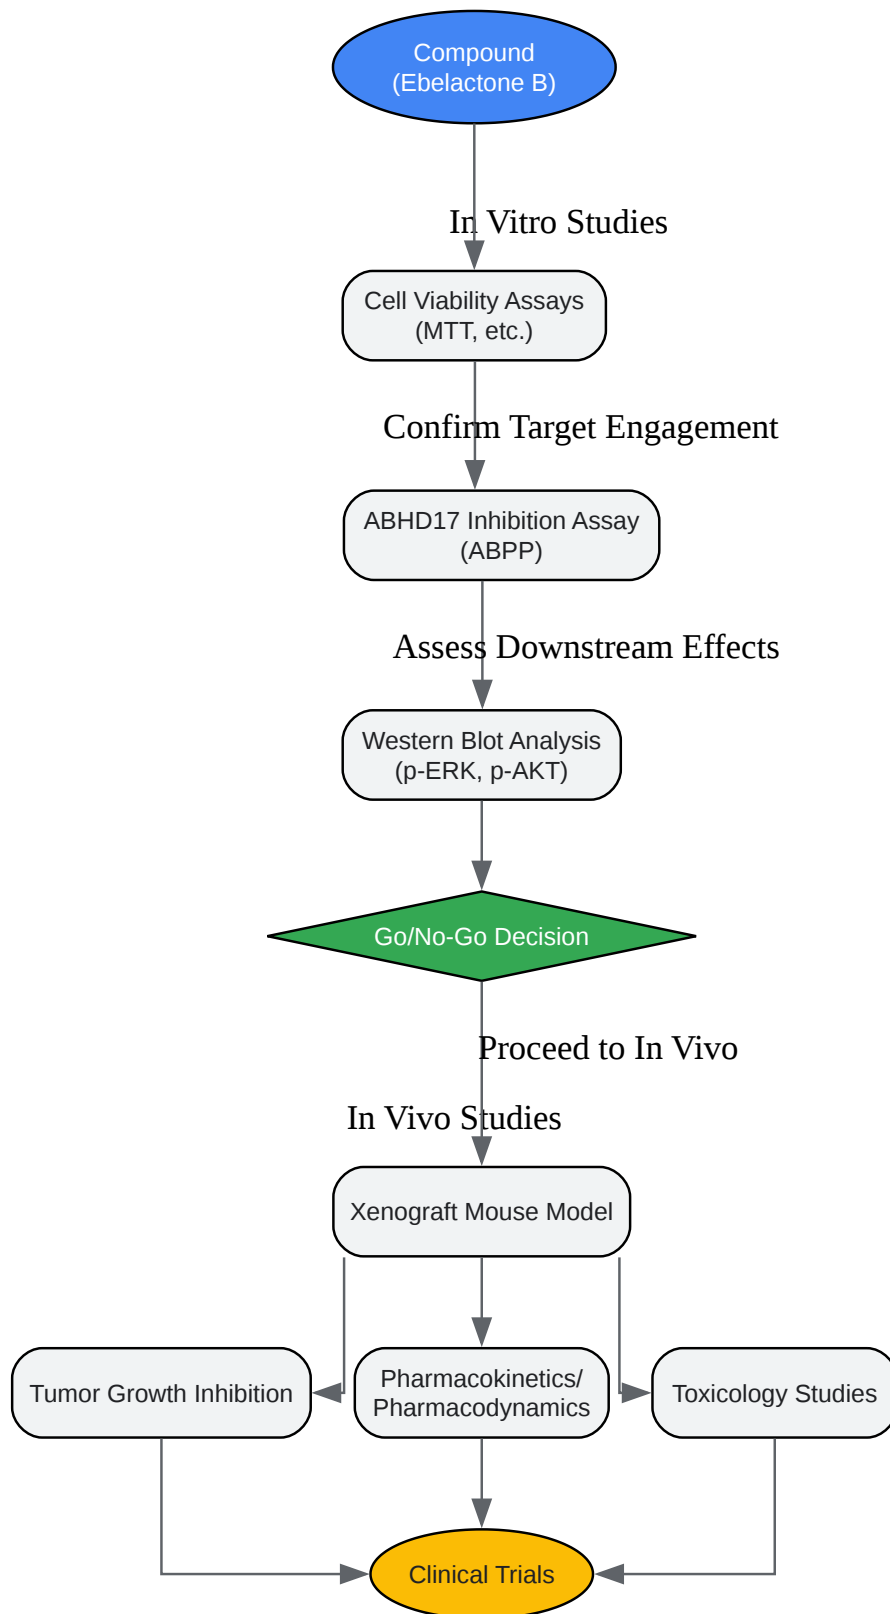 Compound
(Ebelactone B)
In Vitro Studies
Cell Viability Assays
(MTT, etc.)
Confirm Target Engagement
ABHD17 Inhibition Assay
(ABPP)
Assess Downstream Effects
Western Blot Analysis
(p-ERK, p-AKT)
Go/No-Go Decision
Proceed to In Vivo
In Vivo Studies
Xenograft Mouse Model
Tumor Growth Inhibition
Pharmacokinetics/
Pharmacodynamics
Toxicology Studies
Clinical Trials